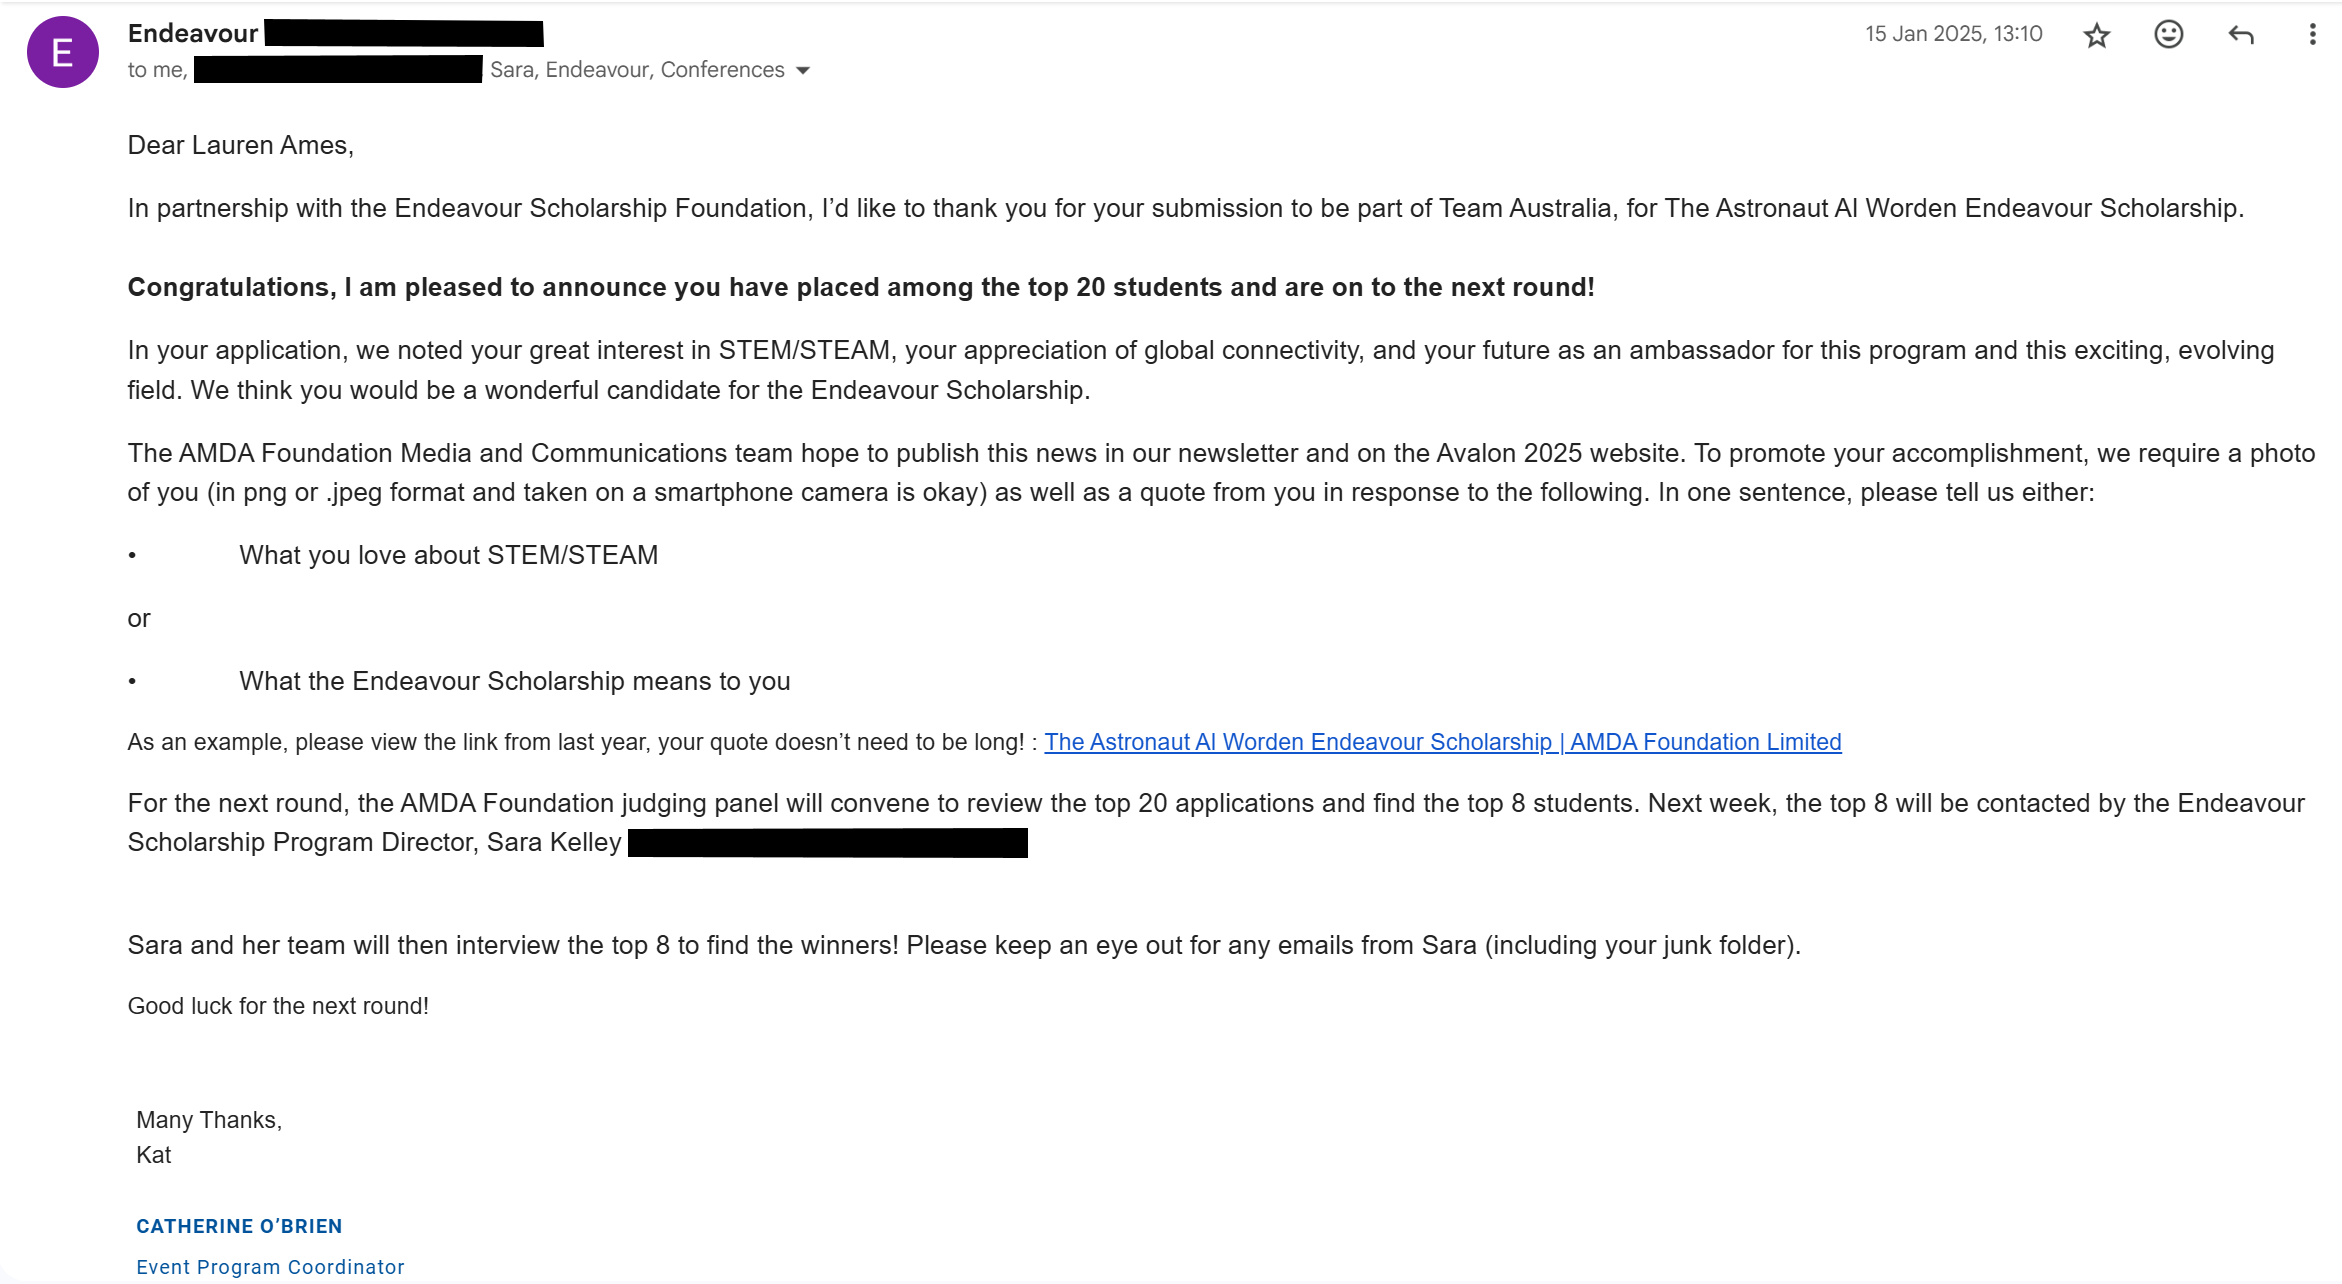 E
Endeavour
15 Jan 2025, 13:10
to me, Sara, Endeavour, Conferences
Dear Lauren Ames,
In partnership with the Endeavour Scholarship Foundation, I’d like to thank you for your submission to be part of Team Australia, for The Astronaut Al Worden Endeavour Scholarship.
Congratulations, I am pleased to announce you have placed among the top 20 students and are on to the next round!
In your application, we noted your great interest in STEM/STEAM, your appreciation of global connectivity, and your future as an ambassador for this program and this exciting, evolving
field. We think you would be a wonderful candidate for the Endeavour Scholarship.
The AMDA Foundation Media and Communications team hope to publish this news in our newsletter and on the Avalon 2025 website. To promote your accomplishment, we require a photo
of you (in png or .jpeg format and taken on a smartphone camera is okay) as well as a quote from you in response to the following. In one sentence, please tell us either:
• What you love about STEM/STEAM
or
• What the Endeavour Scholarship means to you
As an example, please view the link from last year, your quote doesn’t need to be long! : The Astronaut Al Worden Endeavour Scholarship | AMDA Foundation Limited
For the next round, the AMDA Foundation judging panel will convene to review the top 20 applications and find the top 8 students. Next week, the top 8 will be contacted by the Endeavour
Scholarship Program Director, Sara Kelley
Sara and her team will then interview the top 8 to find the winners! Please keep an eye out for any emails from Sara (including your junk folder).
Good luck for the next round!
Many Thanks,
Kat
CATHERINE O’BRIEN
Event Program Coordinator